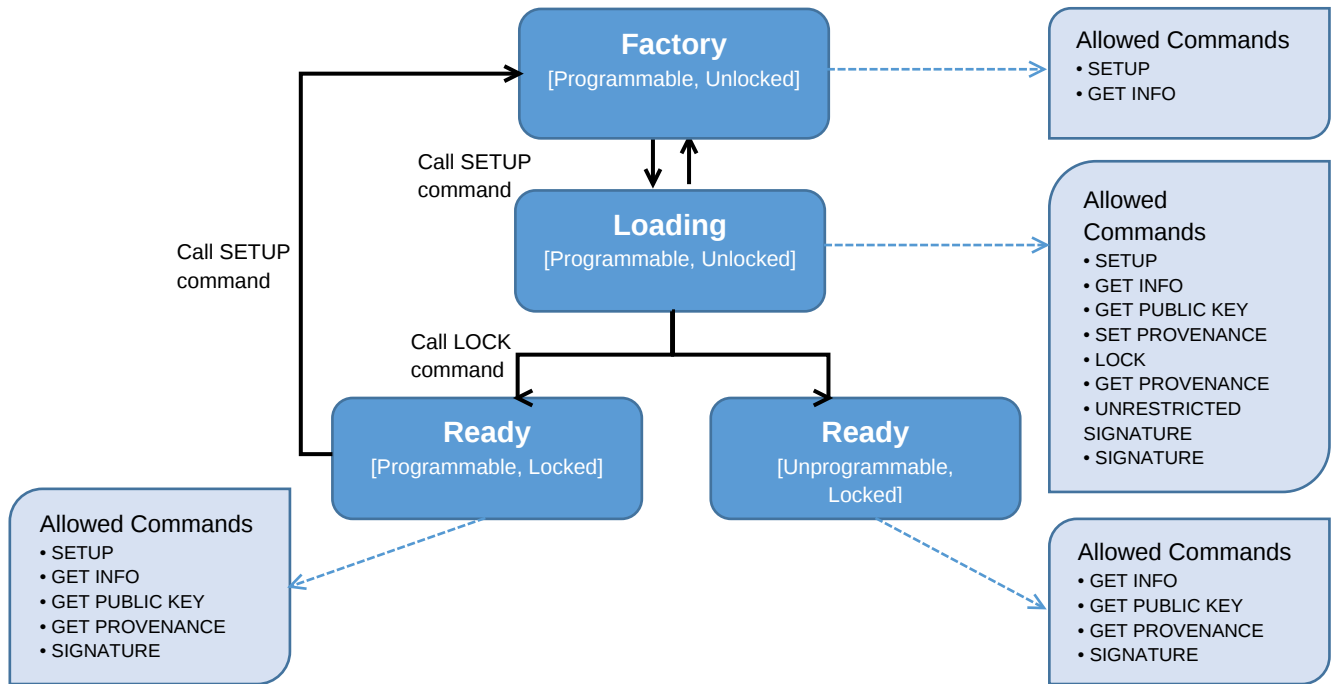 Factory
[Programmable, Unlocked]
Allowed Commands
• SETUP
• GET INFO
Call SETUP
command
Loading
[Programmable, Unlocked]
Allowed
Commands
• SETUP
• GET INFO
• GET PUBLIC KEY
• SET PROVENANCE
• LOCK
• GET PROVENANCE
• UNRESTRICTED
SIGNATURE
• SIGNATURE
Call SETUP
command
Call LOCK
command
Ready
[Programmable, Locked]
Ready
[Unprogrammable,
Locked]
Allowed Commands
• SETUP
• GET INFO
• GET PUBLIC KEY
• GET PROVENANCE
• SIGNATURE
Allowed Commands
• GET INFO
• GET PUBLIC KEY
• GET PROVENANCE
• SIGNATURE